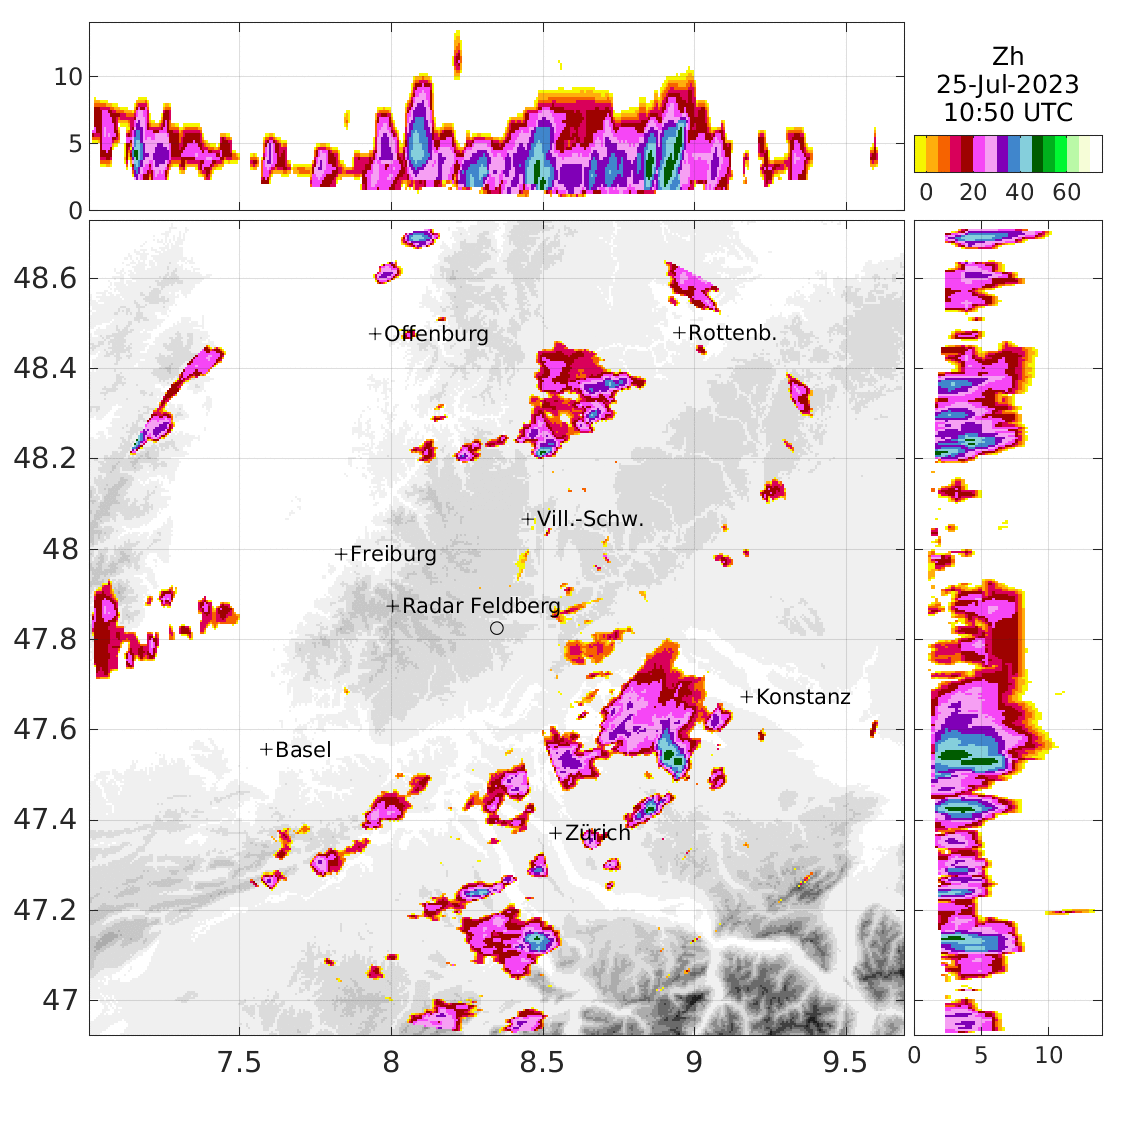 Zh
25-Jul-2023
10:50 UTC
0 20 40 60
10
5
0
48.6
48.4
48.2
48
47.8
47.6
47.4
47.2
47
Offenburg
Rottenb.
Vill.-Schw.
Freiburg
Radar Feldberg
Konstanz
Basel
Zürich
7.5 8 8.5 9 9.5
0 5 10